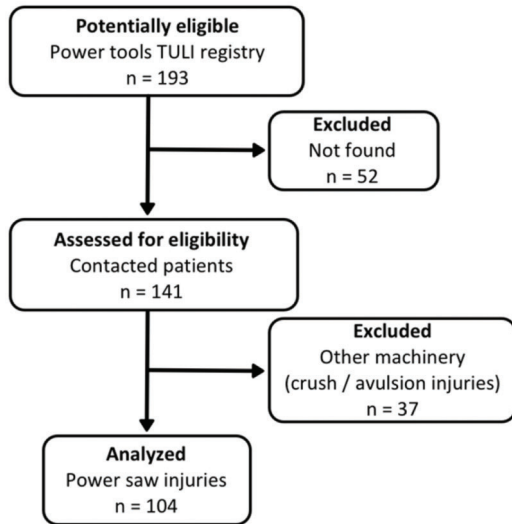 Potentially eligible
Power tools TULI registry
n = 193
Excluded
Not found
n = 52
Assessed for eligibility
Contacted patients
n = 141
Excluded
Other machinery
(crush / avulsion injuries)
n = 37
Analyzed
Power saw injuries
n = 104